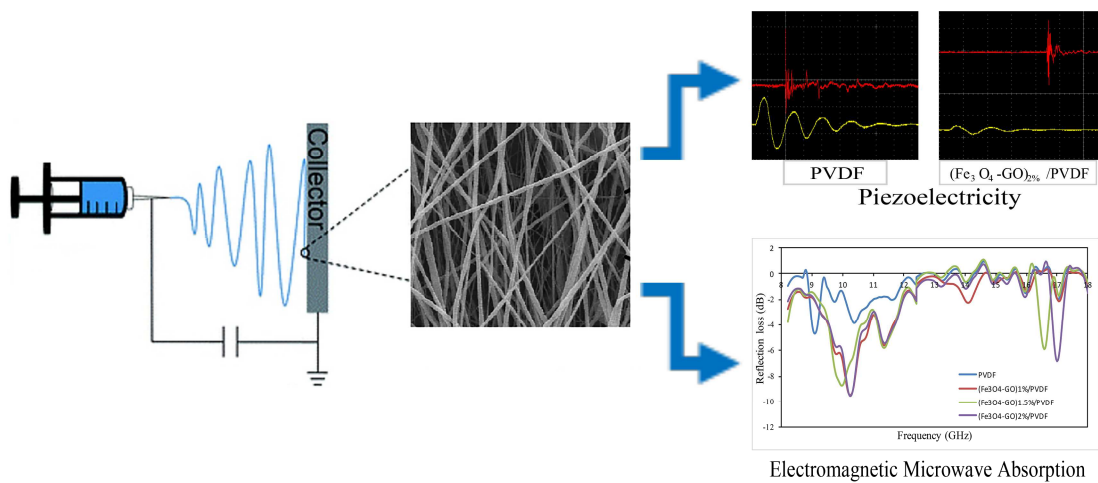 Collector
PVDF
(Fe3 O4 -GO)2% /PVDF
Piezoelectricity
2
0
-2
-4
-6
-8
-10
-12
8 9 10 11 12 13 14 15 16 17 18
Reflection loss (dB)
PVDF
(Fe3O4-GO)1%/PVDF
(Fe3O4-GO)1.5%/PVDF
(Fe3O4-GO)2%/PVDF
Frequency (GHz)
Electromagnetic Microwave Absorption